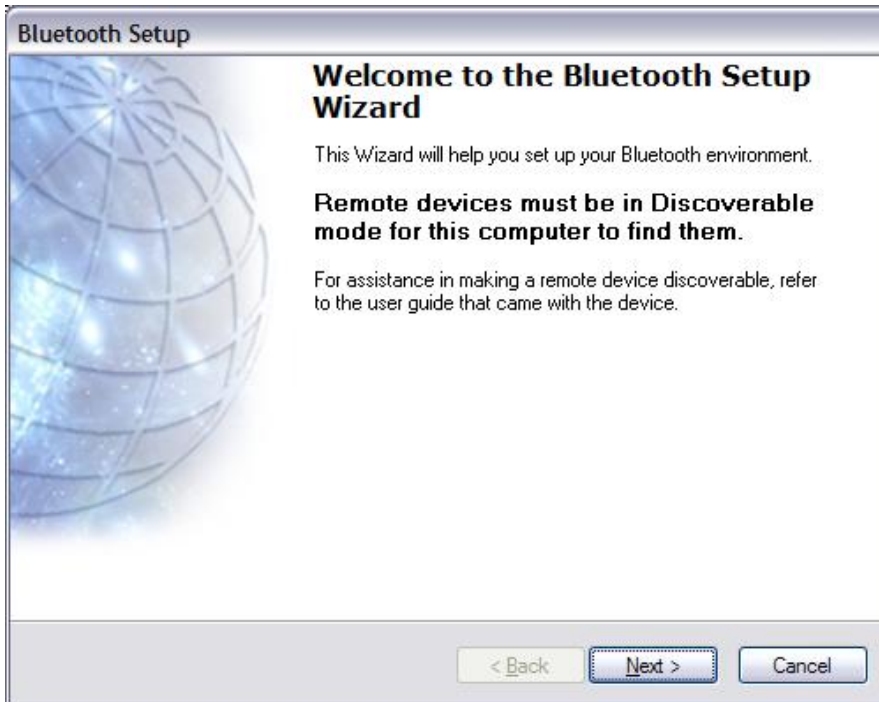 Bluetooth Setup
Welcome to the Bluetooth Setup
Wizard
This Wizard will help you set up your Bluetooth environment.
Remote devices must be in Discoverable
mode for this computer to find them.
For assistance in making a remote device discoverable, refer
to the user guide that came with the device.
< Back Next > Cancel